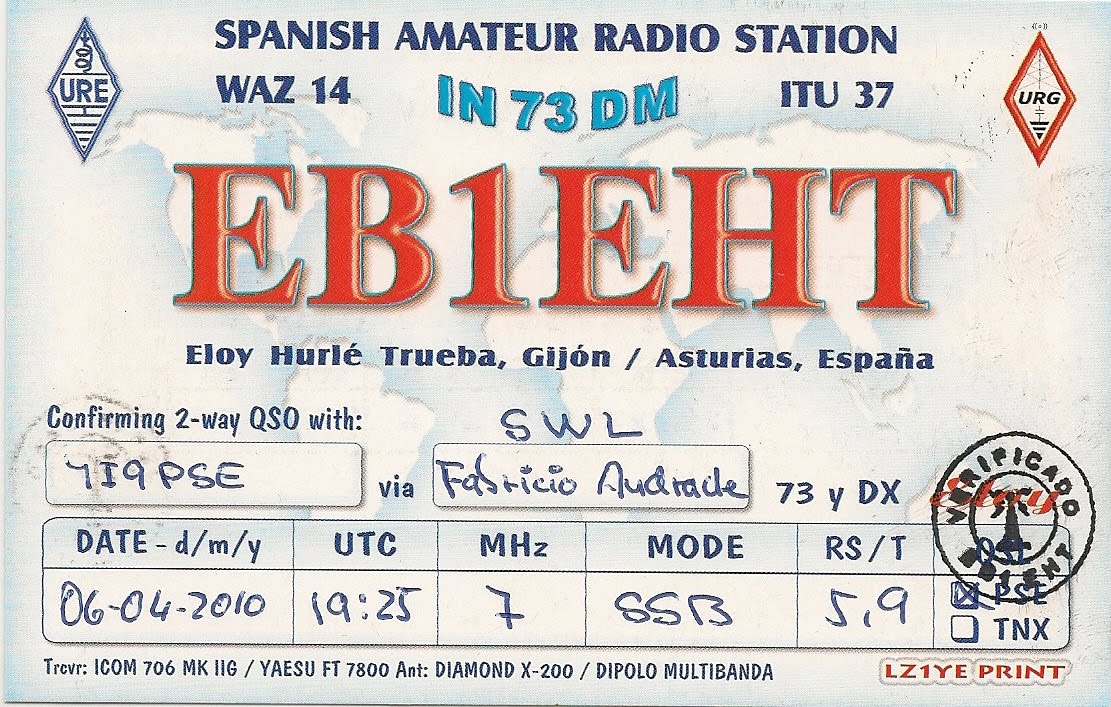 SPANISH AMATEUR RADIO STATION
URE
WAZ 14
IN 73 DM
ITU 37
URG
EB1EHT
Eloy Hurlé Trueba, Gijón / Asturias, España
Confirming 2-way QSO with:
SWL
YI9PSE
via
Fabricio Andrade
73 y DX
Eloy
VERIFICADO
EB1EHT
DATE - d/m/y UTC MHz MODE RS/T QSL
06-04-2010 19:25 7 SSB 5,9
PSE
TNX
Trcvr: ICOM 706 MK IIG / YAESU FT 7800 Ant: DIAMOND X-200 / DIPOLO MULTIBANDA
LZ1YE PRINT